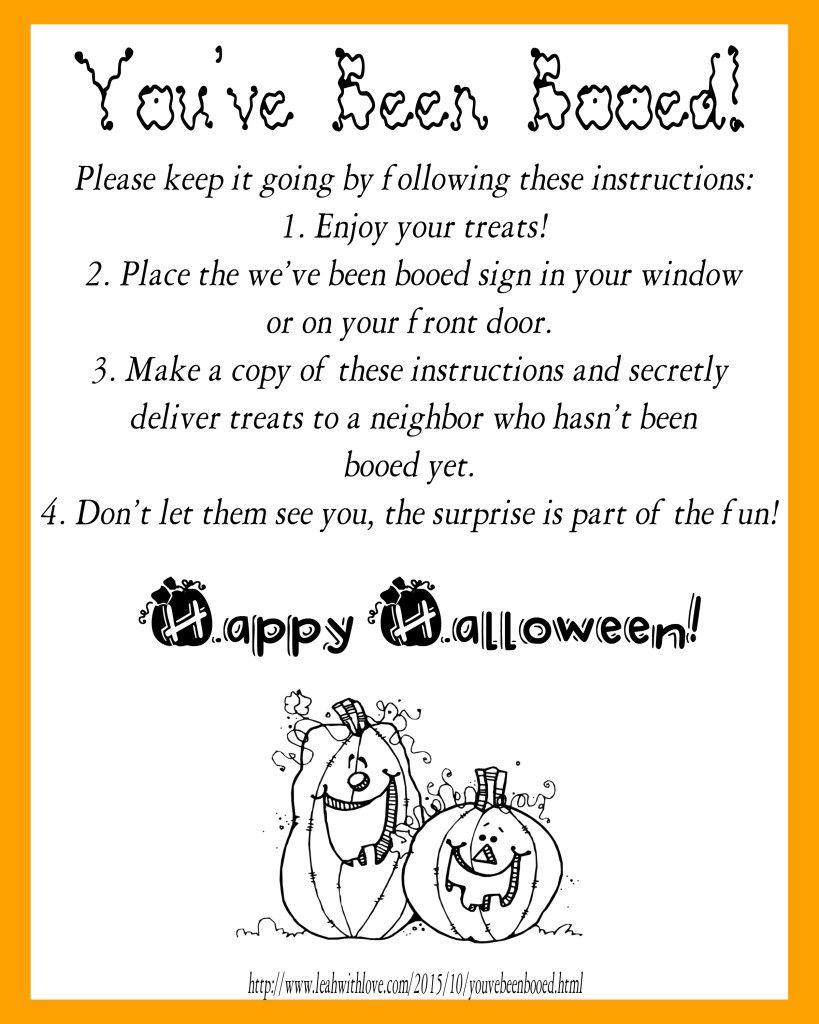 You've Been Booed!
Please keep it going by following these instructions:
1. Enjoy your treats!
2. Place the we've been booed sign in your window
or on your front door.
3. Make a copy of these instructions and secretly
deliver treats to a neighbor who hasn't been
booed yet.
4. Don't let them see you, the surprise is part of the fun!
Happy Halloween!
http://www.leahwithlove.com/2015/10/youvebeenbooed.html